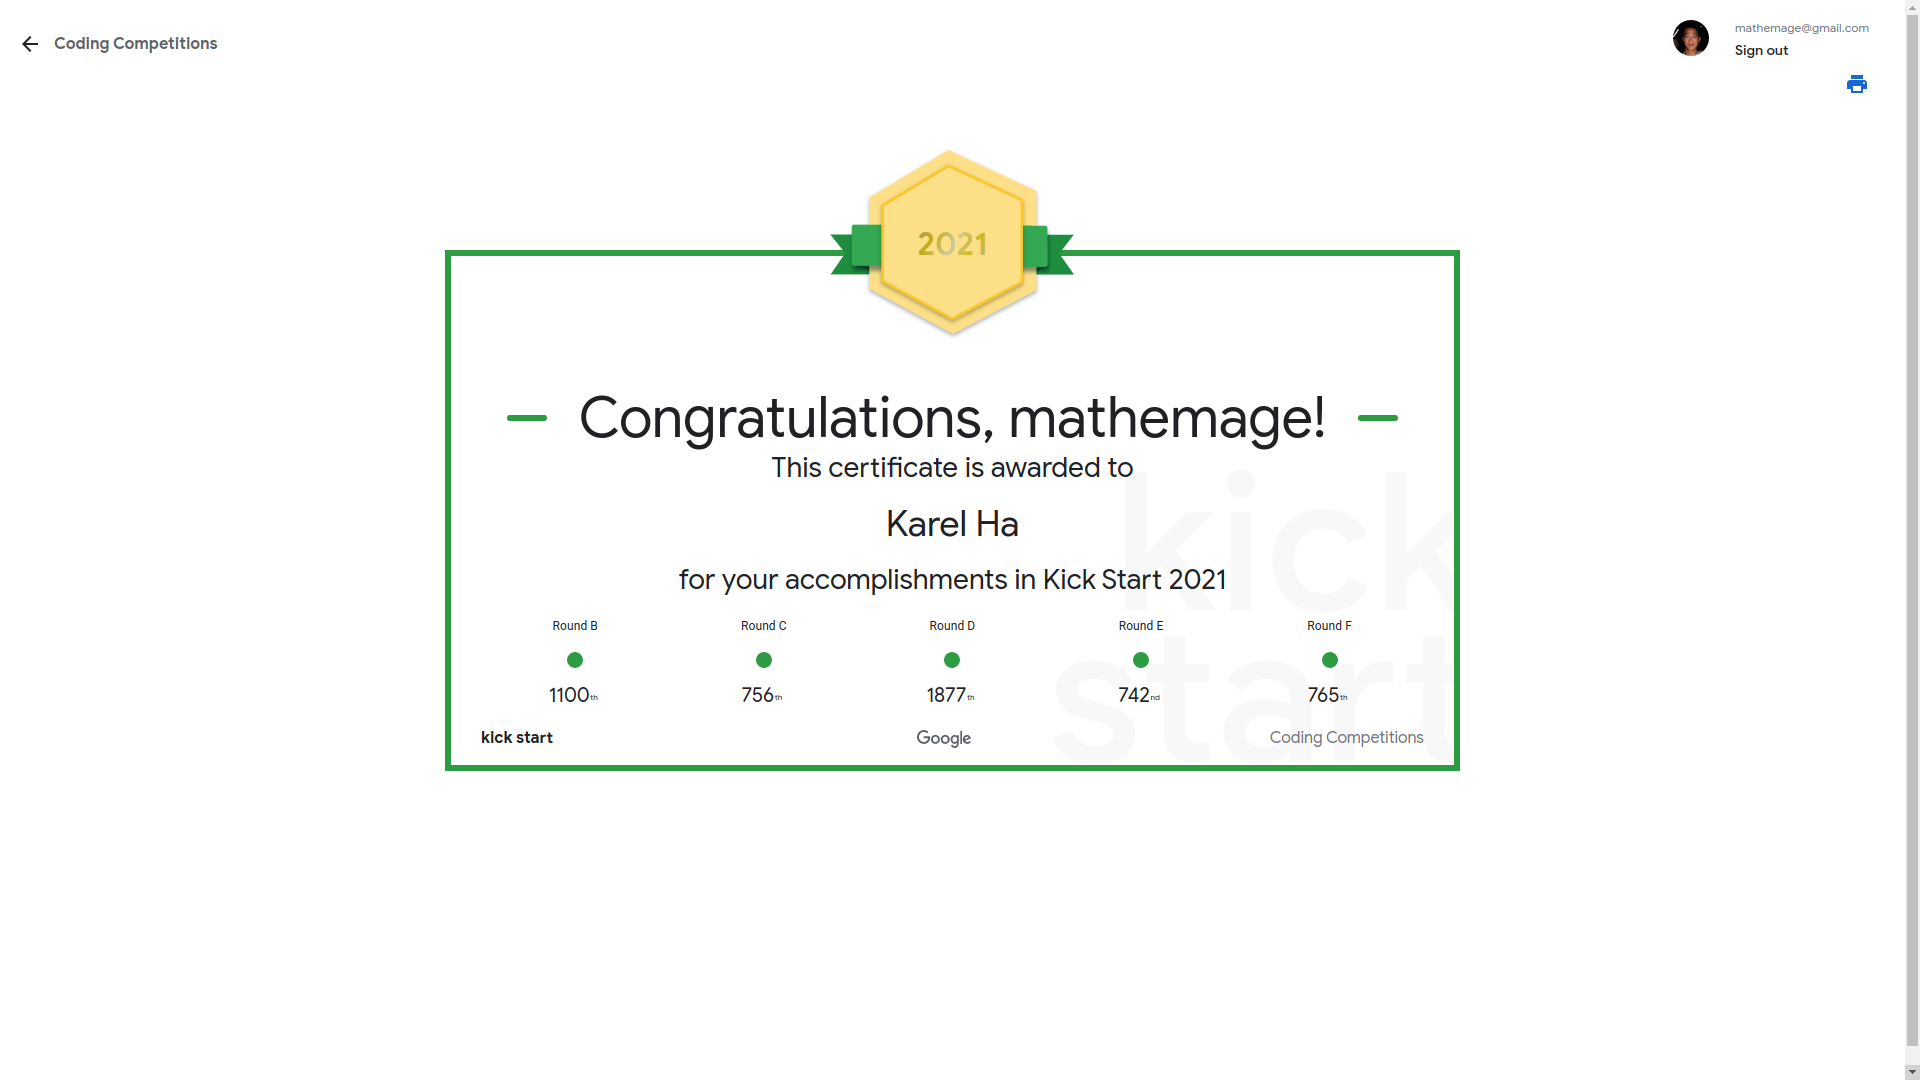 Coding Competitions
mathemage@gmail.com
Sign out
2021
Congratulations, mathemage!
This certificate is awarded to
Karel Ha
for your accomplishments in Kick Start 2021
Round B Round C Round D Round E Round F
1100th 756th 1877th 742nd 765th
kick start Google Coding Competitions
kick
start